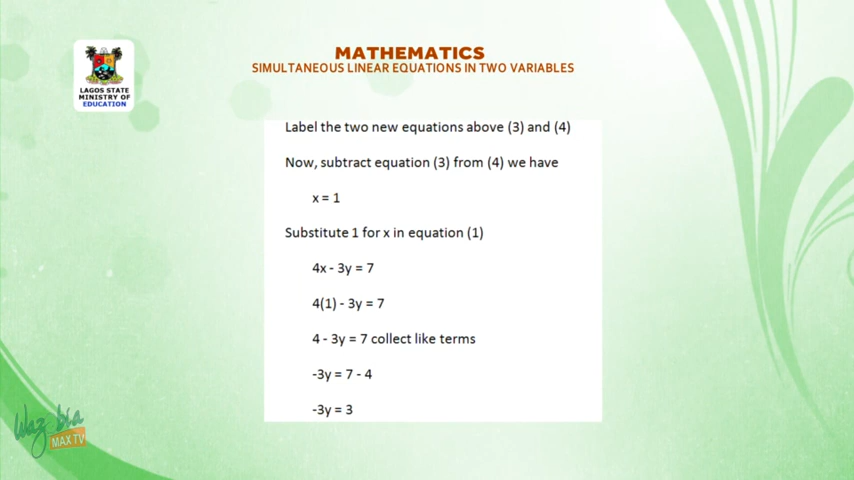 LAGOS STATE
MINISTRY OF
EDUCATION
MATHEMATICS
SIMULTANEOUS LINEAR EQUATIONS IN TWO VARIABLES
Label the two new equations above (3) and (4)
Now, subtract equation (3) from (4) we have
x = 1
Substitute 1 for x in equation (1)
4x - 3y = 7
4(1) - 3y = 7
4 - 3y = 7 collect like terms
-3y = 7 - 4
-3y = 3
Wazobia
MAX TV